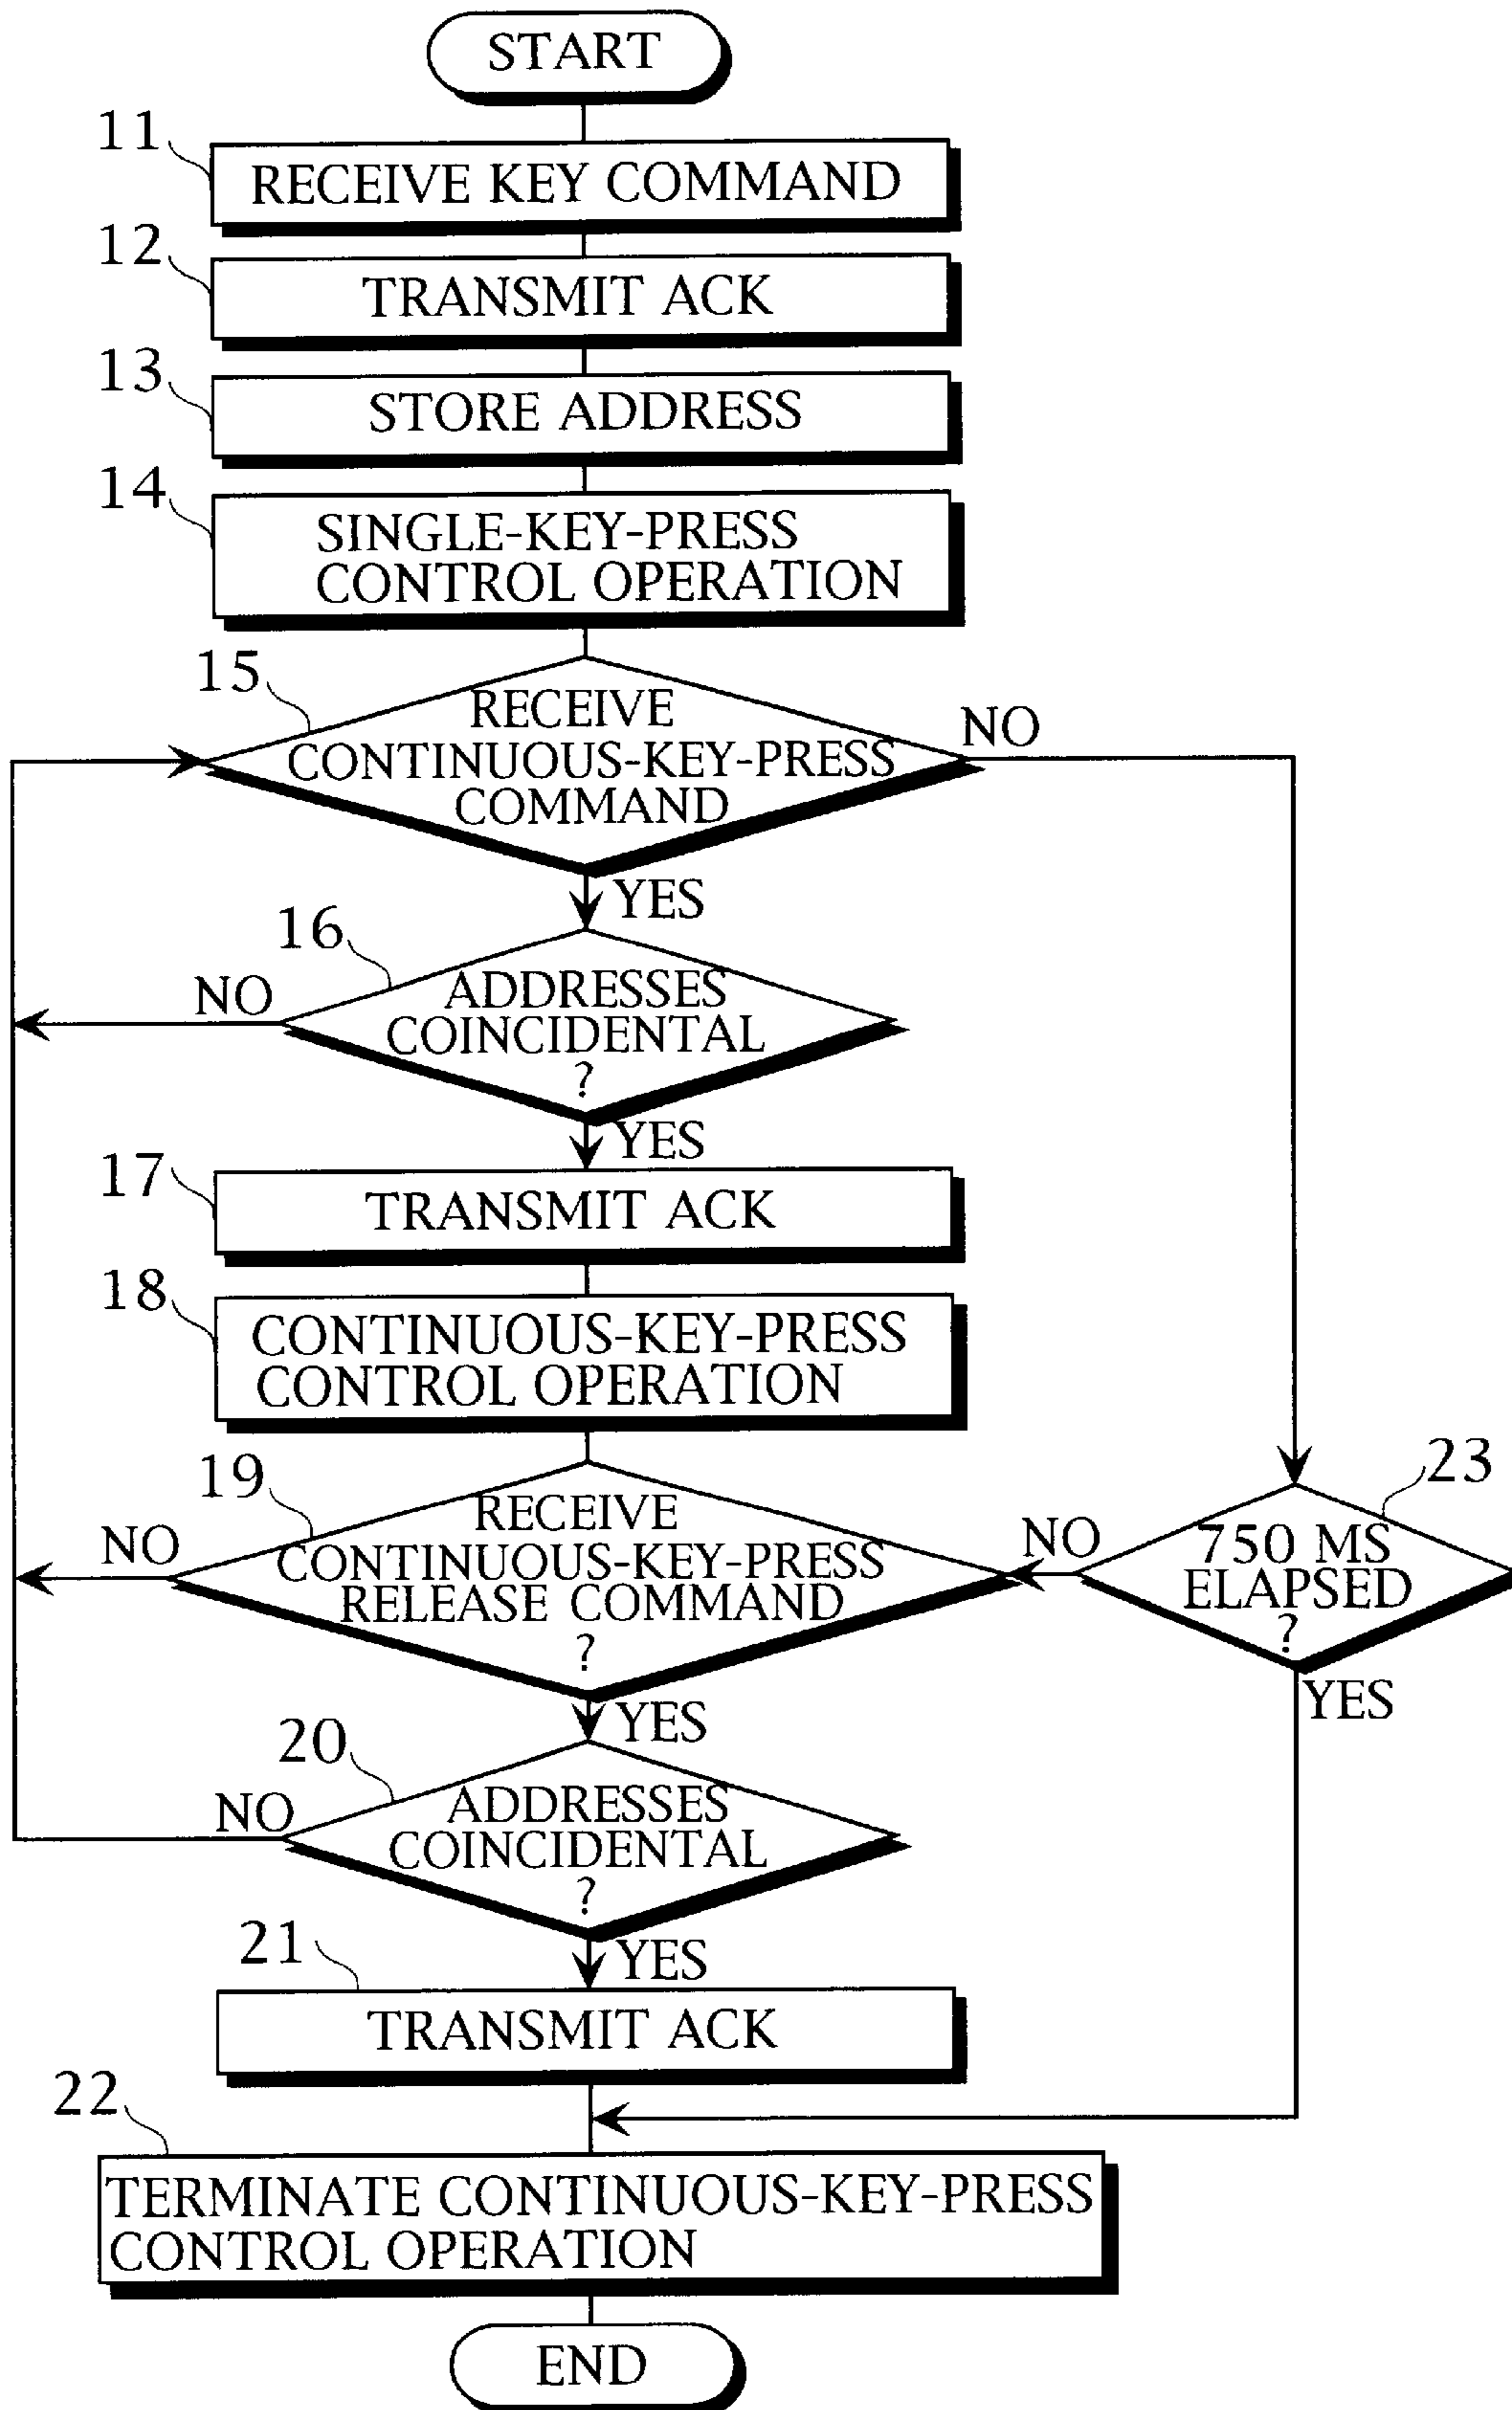 START
11
RECEIVE KEY COMMAND
12
TRANSMIT ACK
13
STORE ADDRESS
14
SINGLE-KEY-PRESS
CONTROL OPERATION
15
RECEIVE
CONTINUOUS-KEY-PRESS
COMMAND
NO
YES
16
ADDRESSES
COINCIDENTAL
?
NO
YES
17
TRANSMIT ACK
18
CONTINUOUS-KEY-PRESS
CONTROL OPERATION
19
RECEIVE
CONTINUOUS-KEY-PRESS
RELEASE COMMAND
?
NO
YES
23
750 MS
ELAPSED
?
NO
YES
20
ADDRESSES
COINCIDENTAL
?
NO
YES
21
TRANSMIT ACK
22
TERMINATE CONTINUOUS-KEY-PRESS
CONTROL OPERATION
END